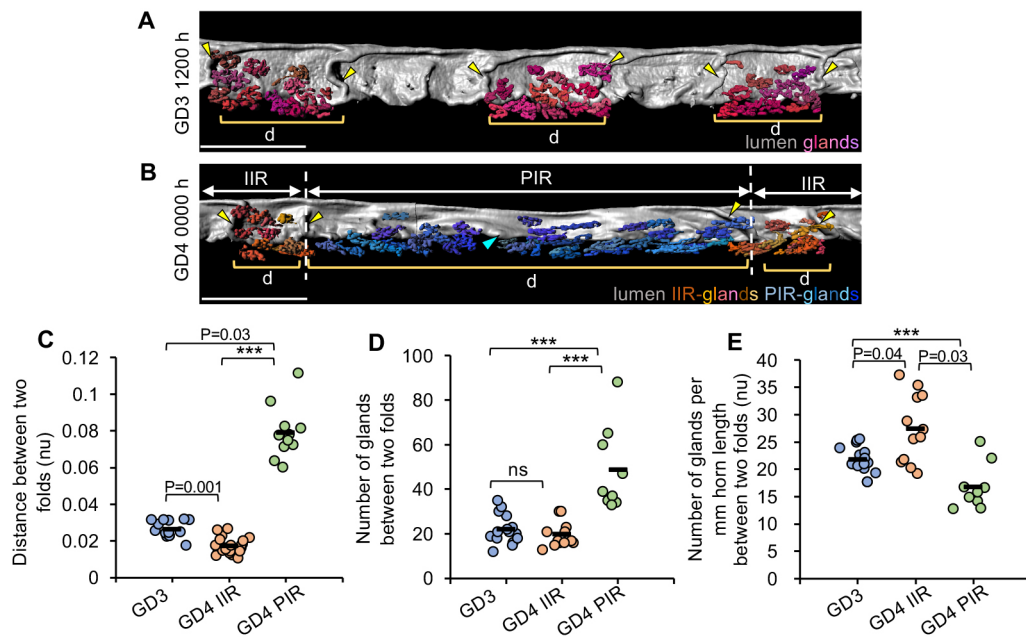 A
GD3 1200 h
d
d
d
lumen glands
B
GD4 0000 h
IIR
PIR
IIR
d
d
d
lumen IIR-glands PIR-glands
C
Distance between two
folds (nu)
0.12
0.1
0.08
0.06
0.04
0.02
0
P=0.03
***
P=0.001
GD3
GD4 IIR
GD4 PIR
D
Number of glands
between two folds
100
80
60
40
20
0
***
***
ns
GD3
GD4 IIR
GD4 PIR
E
Number of glands per
mm horn length
between two folds (nu)
40
35
30
25
20
15
10
5
0
***
P=0.04
P=0.03
GD3
GD4 IIR
GD4 PIR